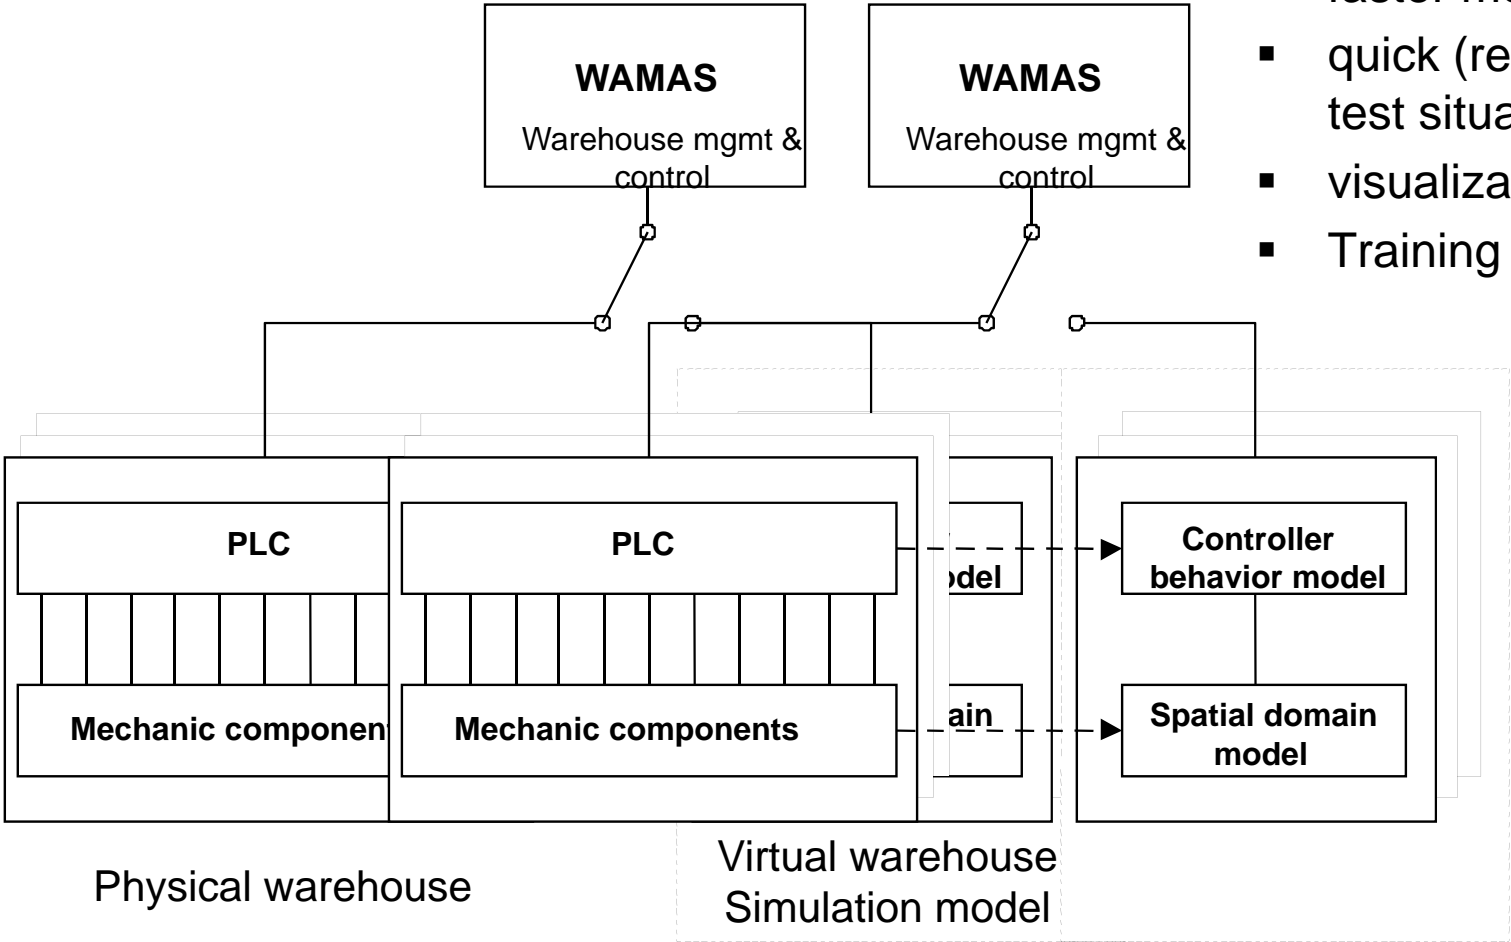 WAMAS
Warehouse mgmt &
control
WAMAS
Warehouse mgmt &
control
quick (re
test situa
visualiza
Training
PLC
PLC
odel
Controller
behavior model
Mechanic componen
Mechanic components
ain
Spatial domain
model
Physical warehouse
Virtual warehouse
Simulation model